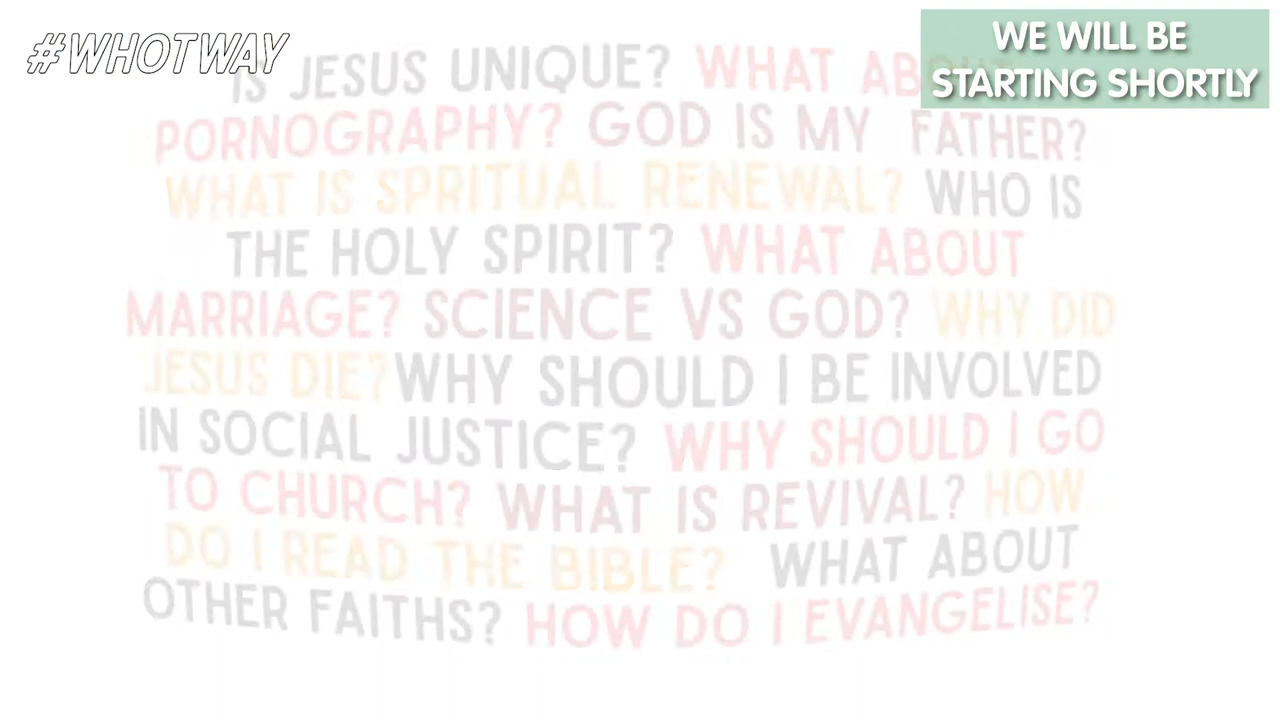 #WHOTWAY
WE WILL BE
STARTING SHORTLY
IS JESUS UNIQUE? WHAT ABOUT
PORNOGRAPHY? GOD IS MY FATHER?
WHAT IS SPRITUAL RENEWAL? WHO IS
THE HOLY SPIRIT? WHAT ABOUT
MARRIAGE? SCIENCE VS GOD? WHY DID
JESUS DIE? WHY SHOULD I BE INVOLVED
IN SOCIAL JUSTICE? WHY SHOULD I GO
TO CHURCH? WHAT IS REVIVAL? HOW
DO I READ THE BIBLE? WHAT ABOUT
OTHER FAITHS? HOW DO I EVANGELISE?